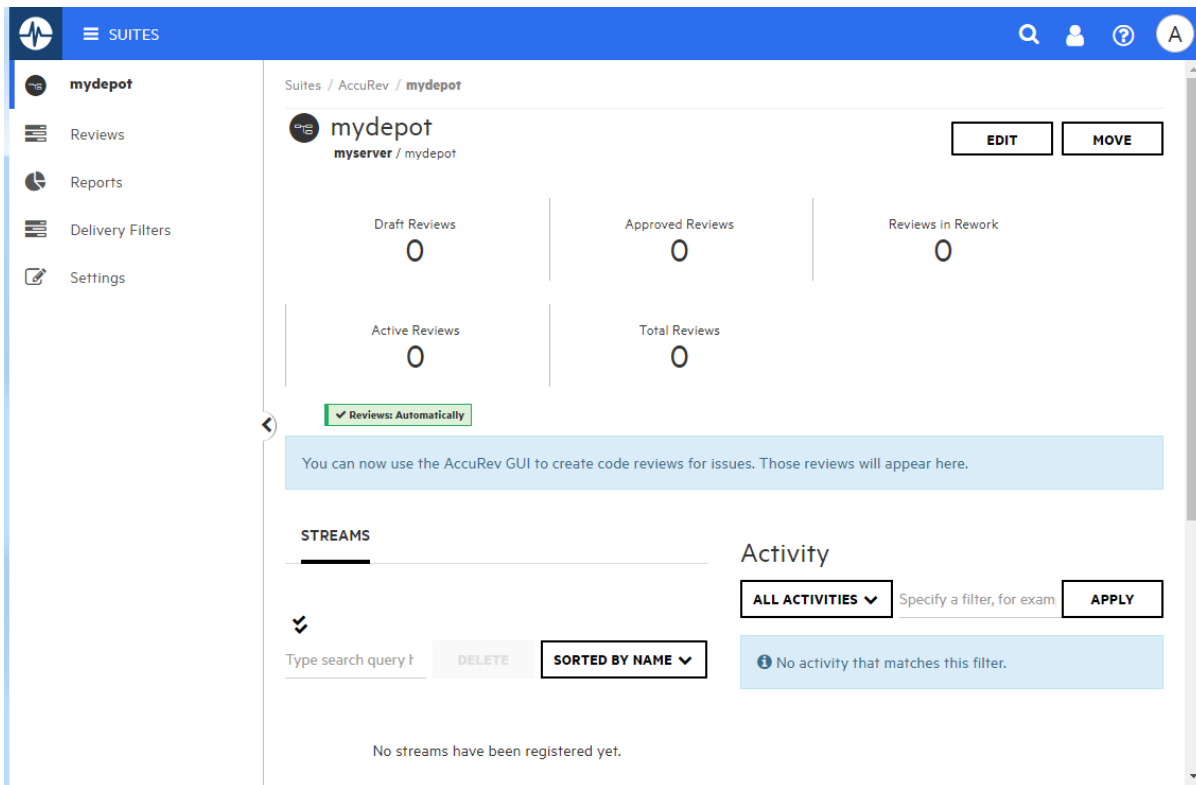 SUITES
A
mydepot
Reviews
Reports
Delivery Filters
Settings
Suites / AccuRev / mydepot
mydepot
myserver / mydepot
EDIT
MOVE
Draft Reviews
0
Approved Reviews
0
Reviews in Rework
0
Active Reviews
0
Total Reviews
0
Reviews: Automatically
You can now use the AccuRev GUI to create code reviews for issues. Those reviews will appear here.
STREAMS
Type search query h
DELETE
SORTED BY NAME
No streams have been registered yet.
Activity
ALL ACTIVITIES
Specify a filter, for exam
APPLY
No activity that matches this filter.